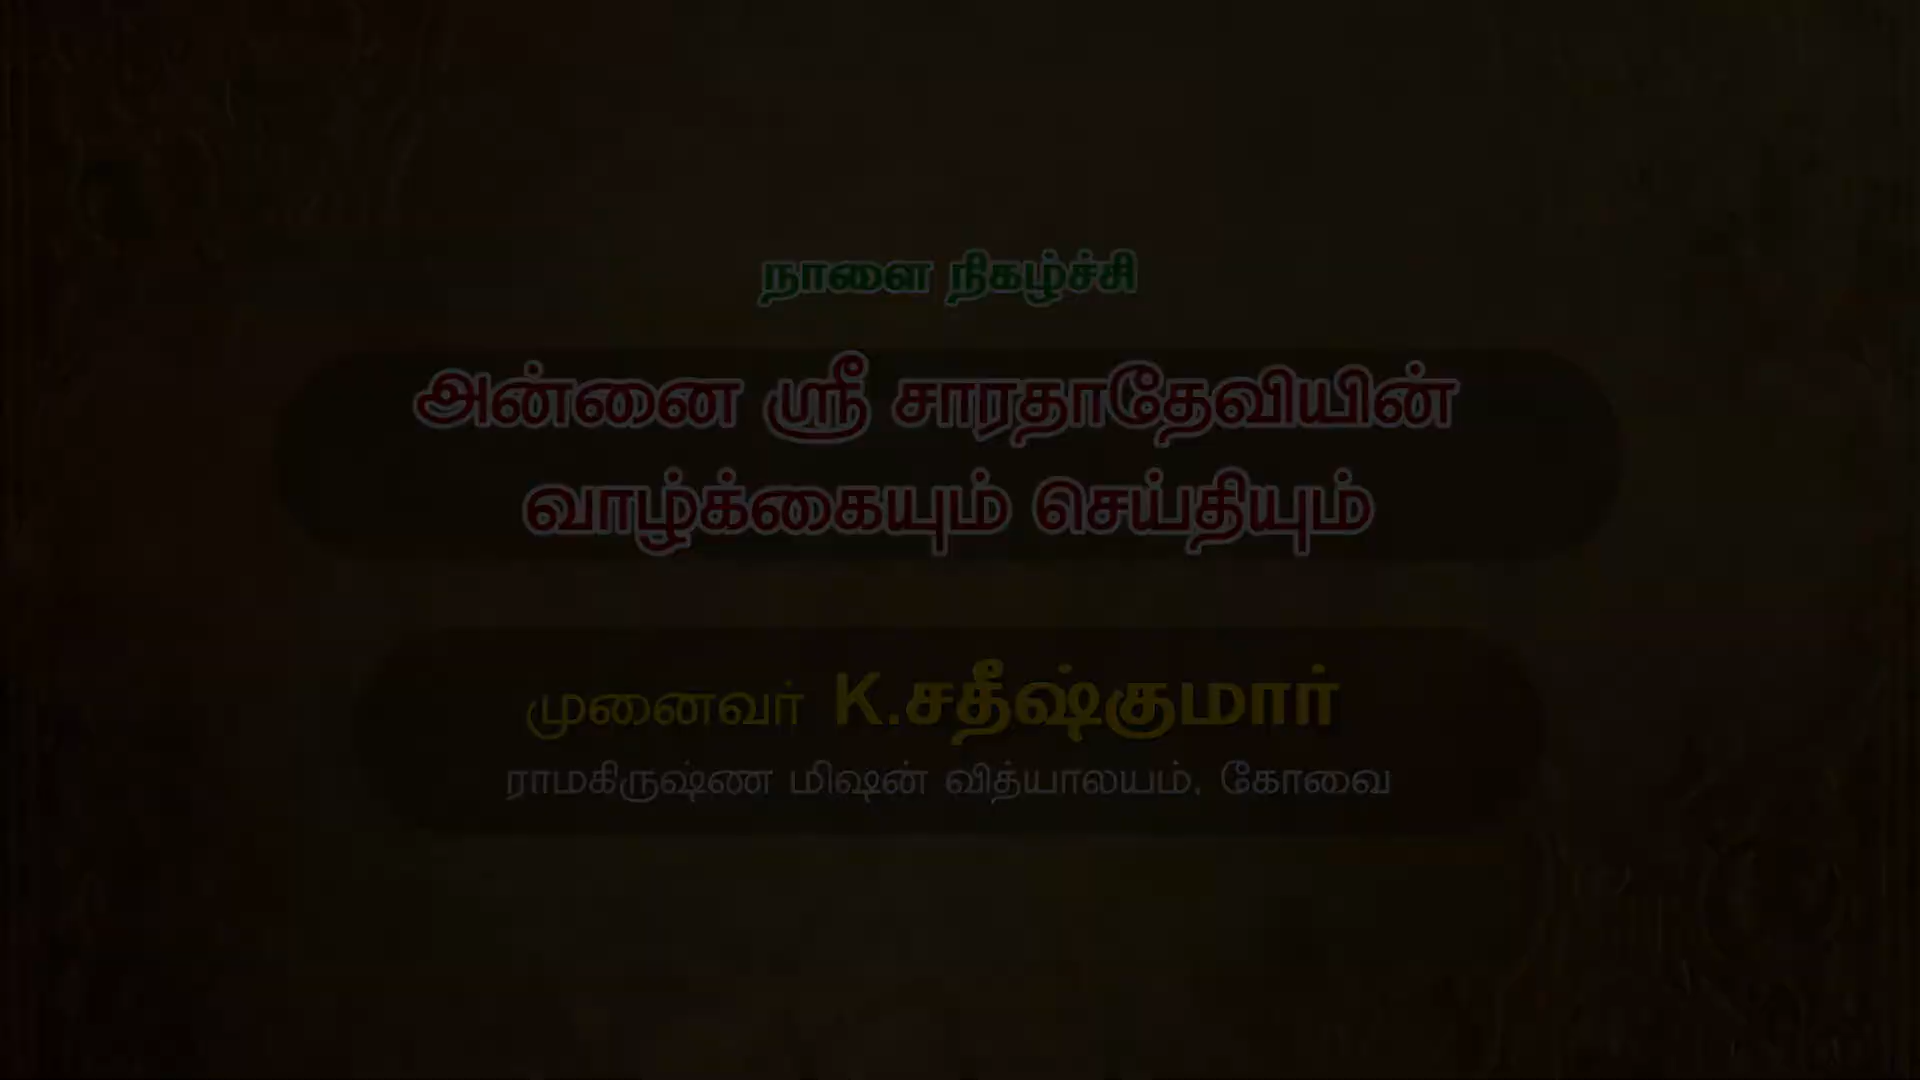 நாளை நிகழ்ச்சி
அன்னை ஸ்ரீ சாரதாதேவியின்
வாழ்க்கையும் செய்தியும்
முனைவர் K.சதீஷ்குமார்
ராமகிருஷ்ண மிஷன் வித்யாலயம், கோவை